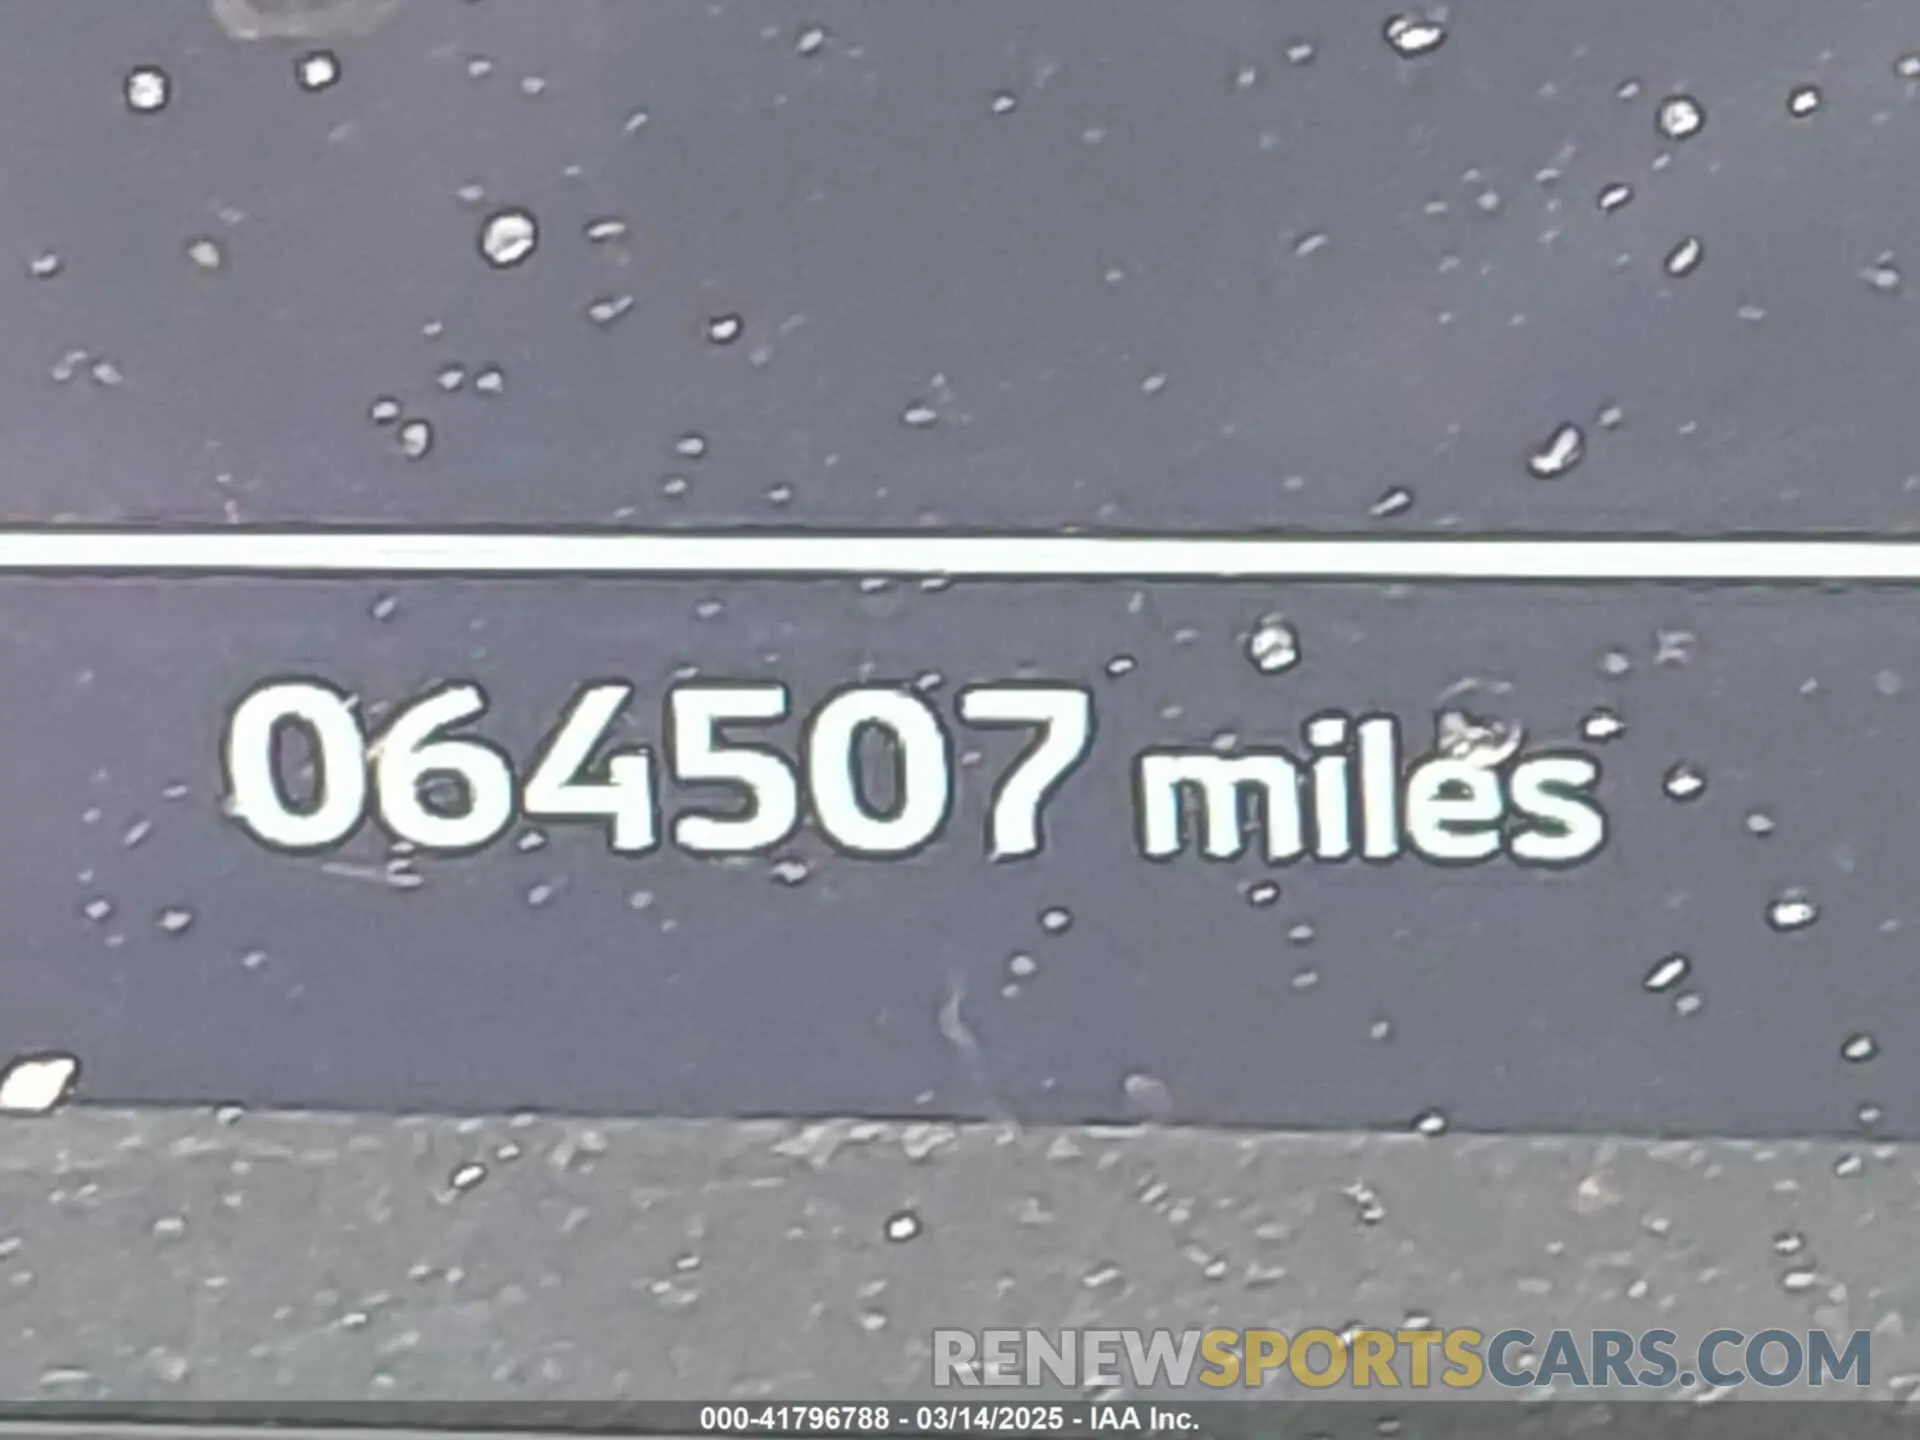 064507 miles
RENEWSPORTSCARS.COM
000-41796788 - 03/14/2025 - IAA Inc.